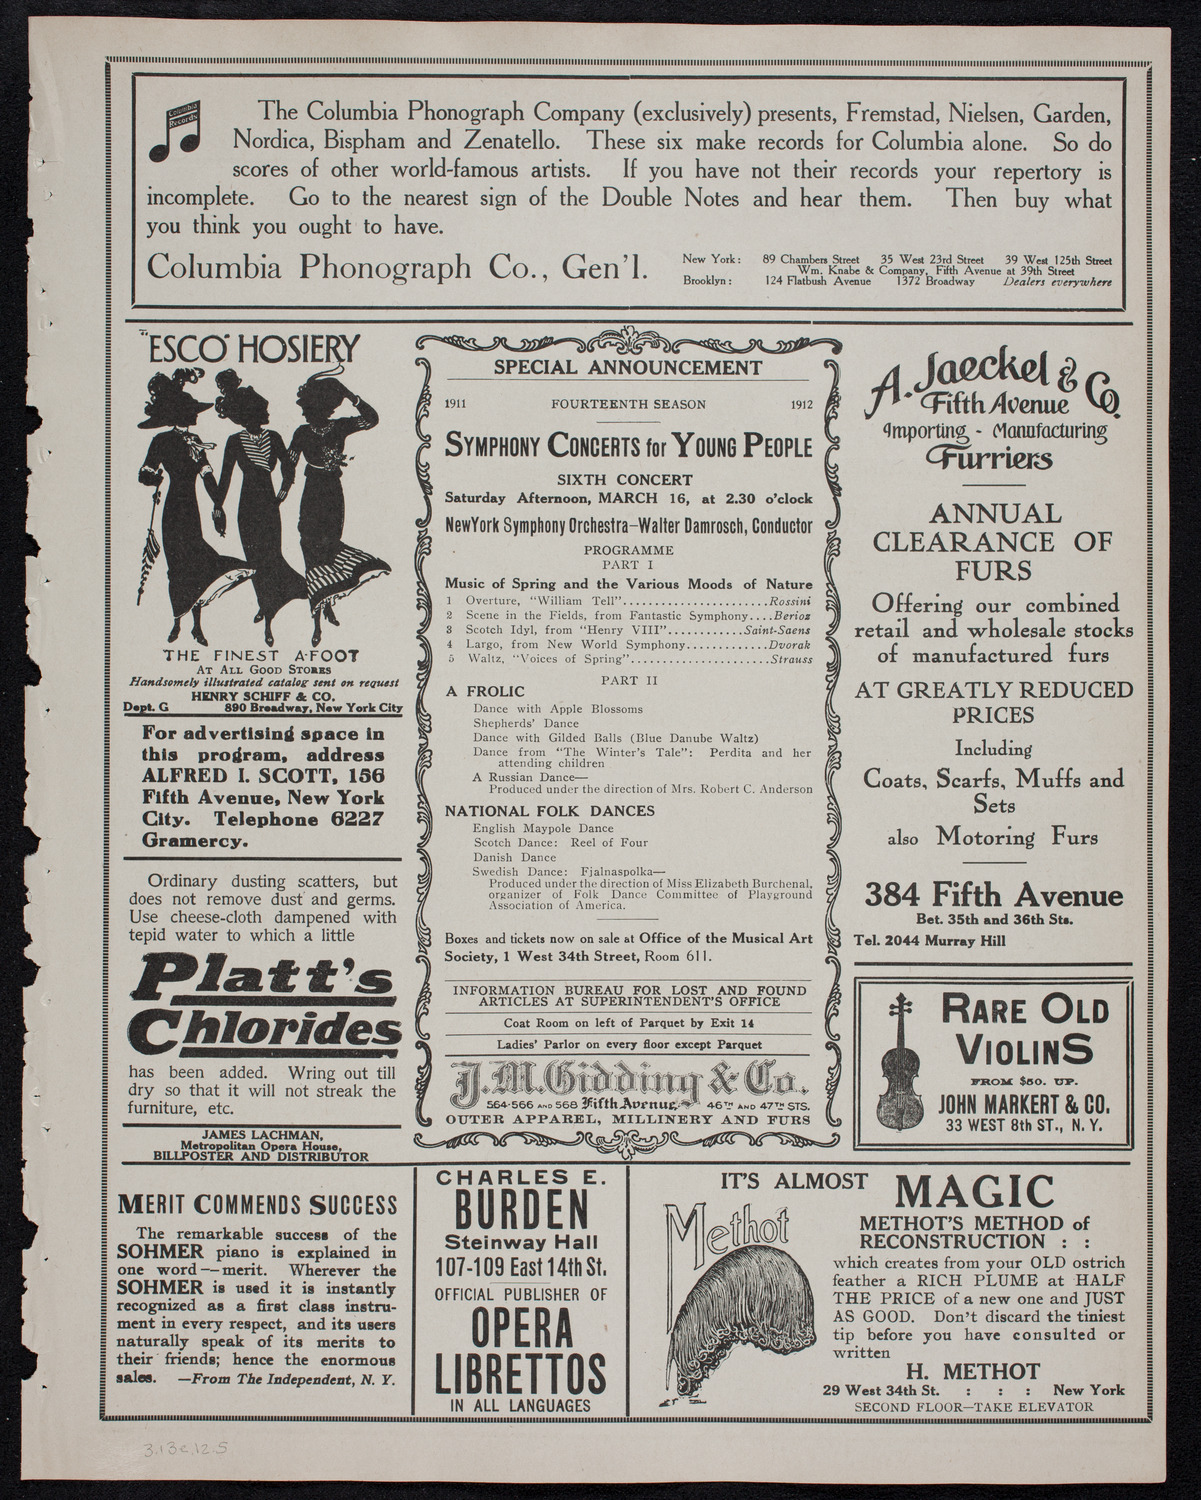 Columbia
Records
The Columbia Phonograph Company (exclusively) presents, Fremstad, Nielsen, Garden,
Nordica, Bispham and Zenatello. These six make records for Columbia alone. So do
scores of other world-famous artists. If you have not their records your repertory is
incomplete. Go to the nearest sign of the Double Notes and hear them. Then buy what
you think you ought to have.
Columbia Phonograph Co., Gen'l.
New York: 89 Chambers Street 35 West 23rd Street 39 West 125th Street
Wm. Knabe & Company, Fifth Avenue at 39th Street
Brooklyn: 124 Flatbush Avenue 1372 Broadway Dealers everywhere
"ESCO" HOSIERY
THE FINEST A-FOOT
AT ALL GOOD STORES
Handsomely illustrated catalog sent on request
HENRY SCHIFF & CO.
Dept. G 890 Broadway, New York City
For advertising space in
this program, address
ALFRED I. SCOTT, 156
Fifth Avenue, New York
City. Telephone 6227
Gramercy.
Ordinary dusting scatters, but
does not remove dust and germs.
Use cheese-cloth dampened with
tepid water to which a little
Platt's
Chlorides
has been added. Wring out till
dry so that it will not streak the
furniture, etc.
JAMES LACHMAN,
Metropolitan Opera House,
BILLPOSTER AND DISTRIBUTOR
SPECIAL ANNOUNCEMENT
1911 FOURTEENTH SEASON 1912
SYMPHONY CONCERTS for YOUNG PEOPLE
SIXTH CONCERT
Saturday Afternoon, MARCH 16, at 2.30 o'clock
NewYork Symphony Orchestra—Walter Damrosch, Conductor
PROGRAMME
PART I
Music of Spring and the Various Moods of Nature
1 Overture, "William Tell".......................Rossini
2 Scene in the Fields, from Fantastic Symphony....Berioz
3 Scotch Idyl, from "Henry VIII"............Saint-Saens
4 Largo, from New World Symphony.............Dvorak
5 Waltz, "Voices of Spring"......................Strauss
PART II
A FROLIC
Dance with Apple Blossoms
Shepherds' Dance
Dance with Gilded Balls (Blue Danube Waltz)
Dance from "The Winter's Tale": Perdita and her
attending children
A Russian Dance—
Produced under the direction of Mrs. Robert C. Anderson
NATIONAL FOLK DANCES
English Maypole Dance
Scotch Dance: Reel of Four
Danish Dance
Swedish Dance: Fjalnaspolka—
Produced under the direction of Miss Elizabeth Burchenal,
organizer of Folk Dance Committee of Playground
Association of America.
Boxes and tickets now on sale at Office of the Musical Art
Society, 1 West 34th Street, Room 611.
INFORMATION BUREAU FOR LOST AND FOUND
ARTICLES AT SUPERINTENDENT'S OFFICE
Coat Room on left of Parquet by Exit 14
Ladies' Parlor on every floor except Parquet
J. M. Gidding & Co.
564-566 AND 568 Fifth Avenue. 46TH AND 47TH STS.
OUTER APPAREL, MILLINERY AND FURS
A. Jaeckel & Co.
Fifth Avenue
Importing - Manufacturing
Furriers
ANNUAL
CLEARANCE OF
FURS
Offering our combined
retail and wholesale stocks
of manufactured furs
AT GREATLY REDUCED
PRICES
Including
Coats, Scarfs, Muffs and
Sets
also Motoring Furs
384 Fifth Avenue
Bet. 35th and 36th Sts.
Tel. 2044 Murray Hill
RARE OLD
VIOLINS
FROM $50. UP.
JOHN MARKERT & CO.
33 WEST 8th ST., N. Y.
MERIT COMMENDS SUCCESS
The remarkable success of the
SOHMER piano is explained in
one word—merit. Wherever the
SOHMER is used it is instantly
recognized as a first class instru-
ment in every respect, and its users
naturally speak of its merits to
their friends; hence the enormous
sales. —From The Independent, N. Y.
CHARLES E.
BURDEN
Steinway Hall
107-109 East 14th St.
OFFICIAL PUBLISHER OF
OPERA
LIBRETTOS
IN ALL LANGUAGES
IT'S ALMOST MAGIC
Methot
METHOT'S METHOD of
RECONSTRUCTION : :
which creates from your OLD ostrich
feather a RICH PLUME at HALF
THE PRICE of a new one and JUST
AS GOOD. Don't discard the tiniest
tip before you have consulted or
written
H. METHOT
29 West 34th St. : : : New York
SECOND FLOOR—TAKE ELEVATOR
3.13e.12.5